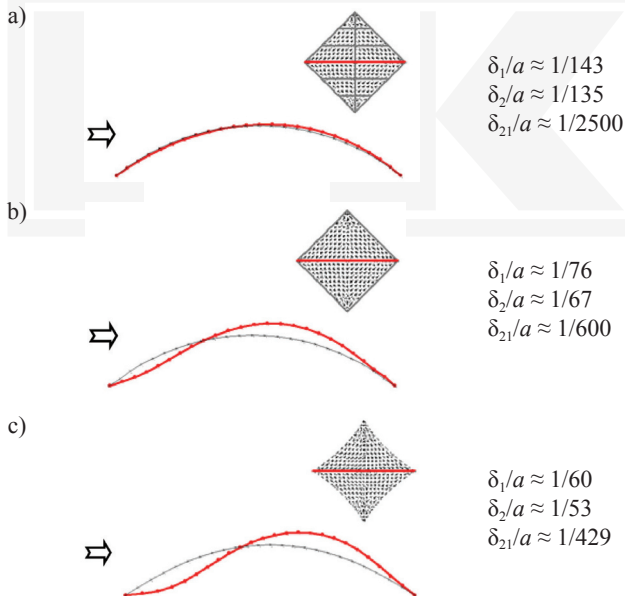 a)
δ₁/a ≈ 1/143
δ₂/a ≈ 1/135
δ₂₁/a ≈ 1/2500
b)
δ₁/a ≈ 1/76
δ₂/a ≈ 1/67
δ₂₁/a ≈ 1/600
c)
δ₁/a ≈ 1/60
δ₂/a ≈ 1/53
δ₂₁/a ≈ 1/429